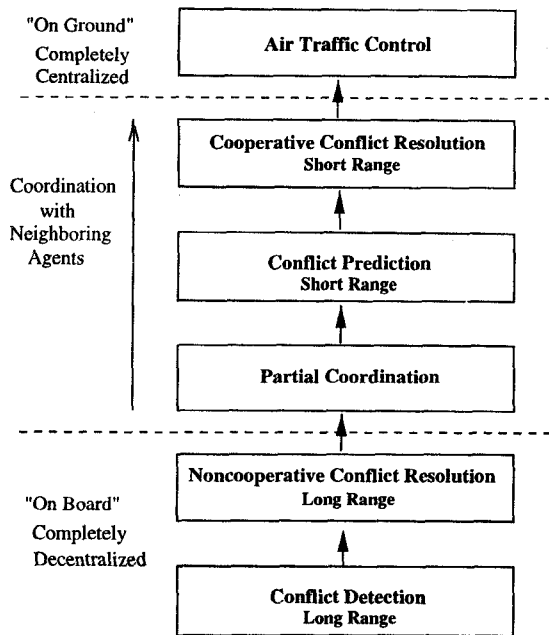 "On Ground"
Completely
Centralized
Air Traffic Control
Cooperative Conflict Resolution
Short Range
Coordination
with
Neighboring
Agents
Conflict Prediction
Short Range
Partial Coordination
Noncooperative Conflict Resolution
Long Range
"On Board"
Completely
Decentralized
Conflict Detection
Long Range